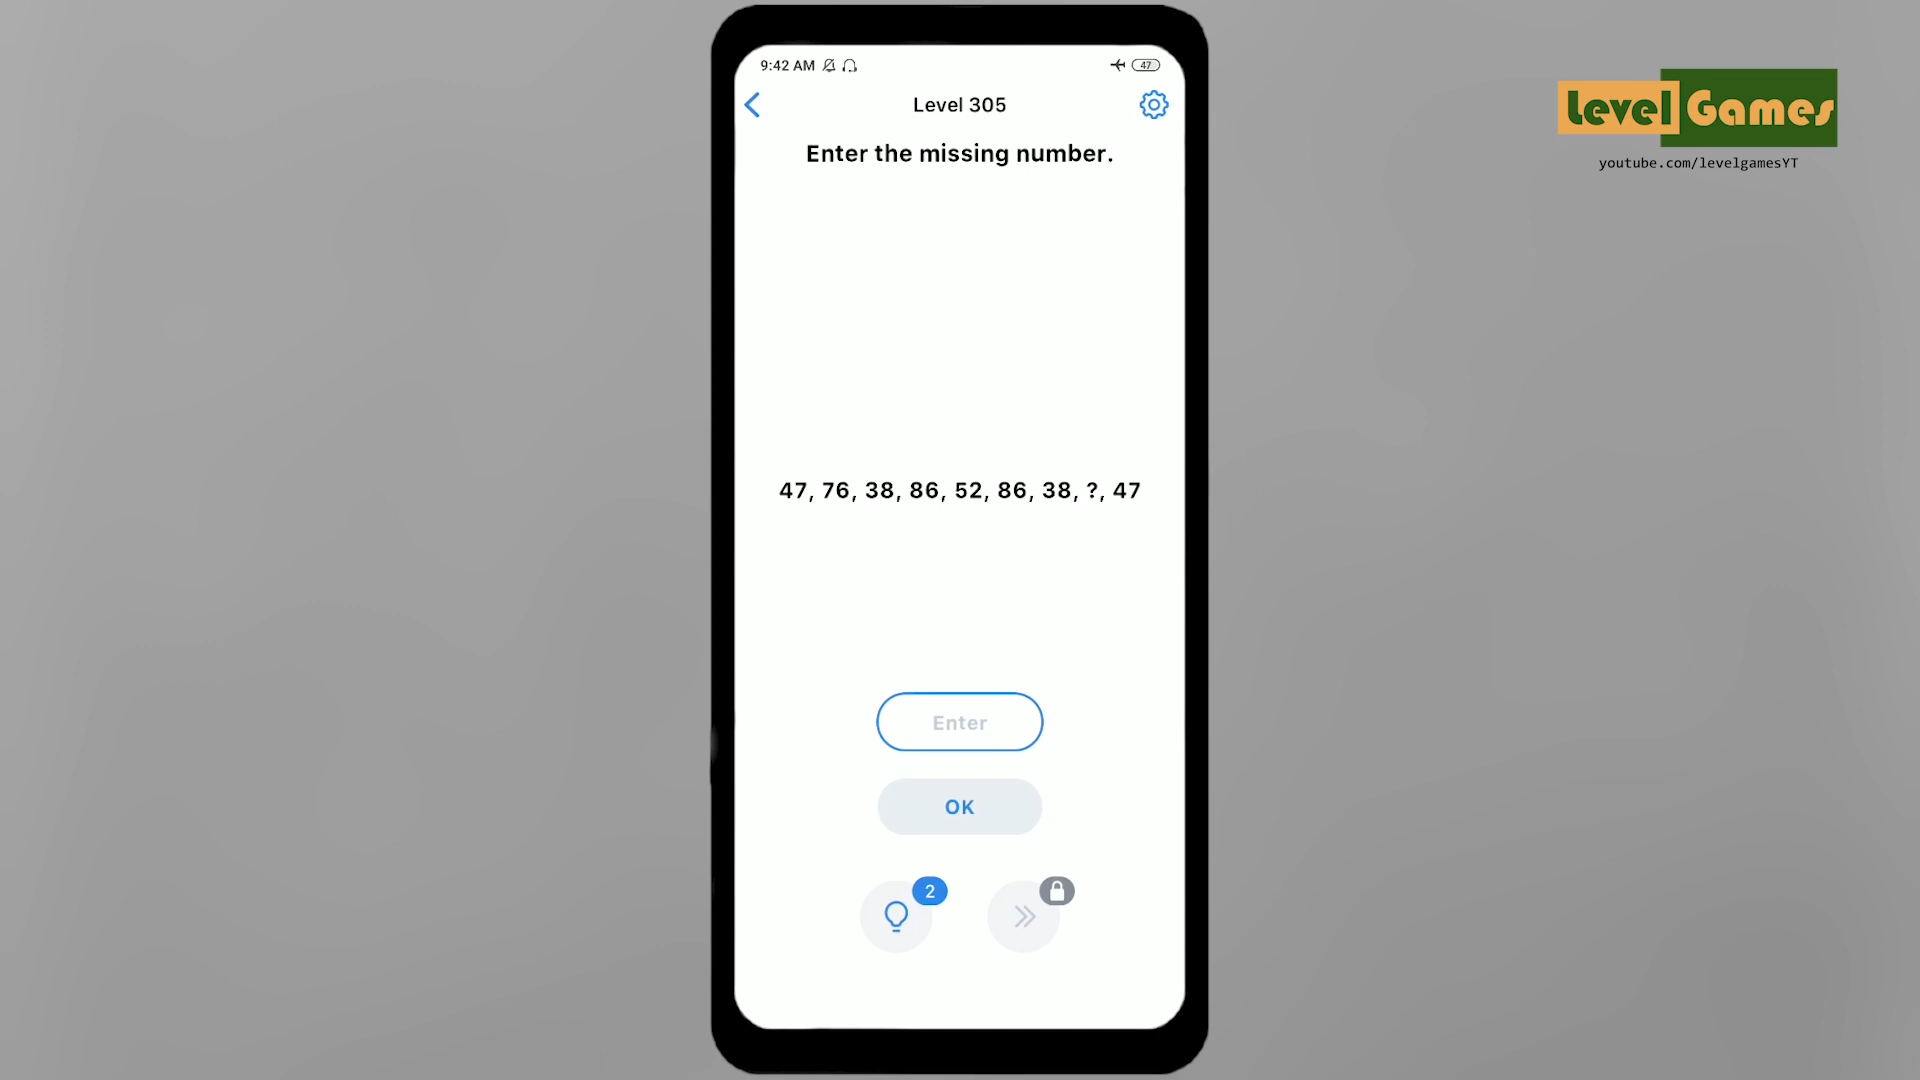 9:42 AM
47
Level 305
Enter the missing number.
47, 76, 38, 86, 52, 86, 38, ?, 47
Enter
OK
2
Level Games
youtube.com/levelgamesYT